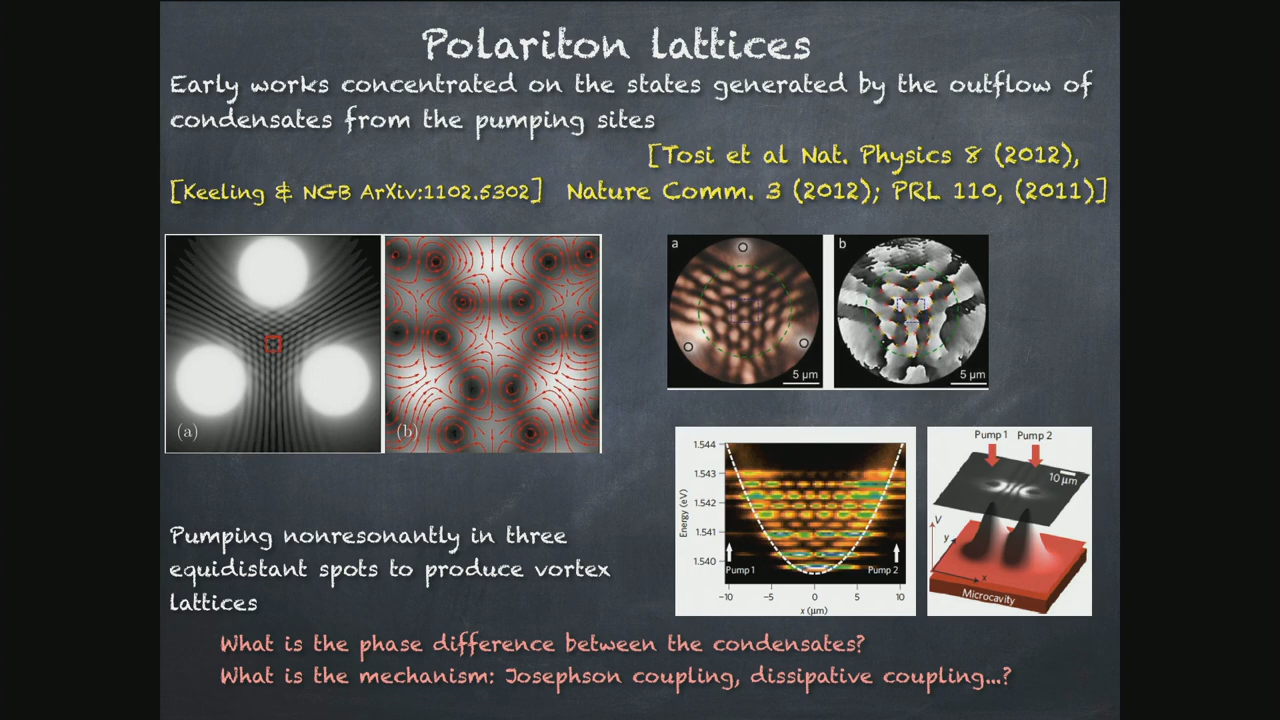 Polariton lattices
Early works concentrated on the states generated by the outflow of
condensates from the pumping sites
[Tosi et al Nat. Physics 8 (2012),
[Keeling & NGB ArXiv:1102.5302] Nature Comm. 3 (2012); PRL 110, (2011)]
(a)
(b)
a
5 µm
b
5 µm
1.544
1.543
1.542
1.541
1.540
Energy (eV)
Pump 1
Pump 2
-10 -5 0 5 10
x (µm)
Pump 1 Pump 2
10 µm
V
y
x
Microcavity
Pumping nonresonantly in three
equidistant spots to produce vortex
lattices
What is the phase difference between the condensates?
What is the mechanism: Josephson coupling, dissipative coupling...?